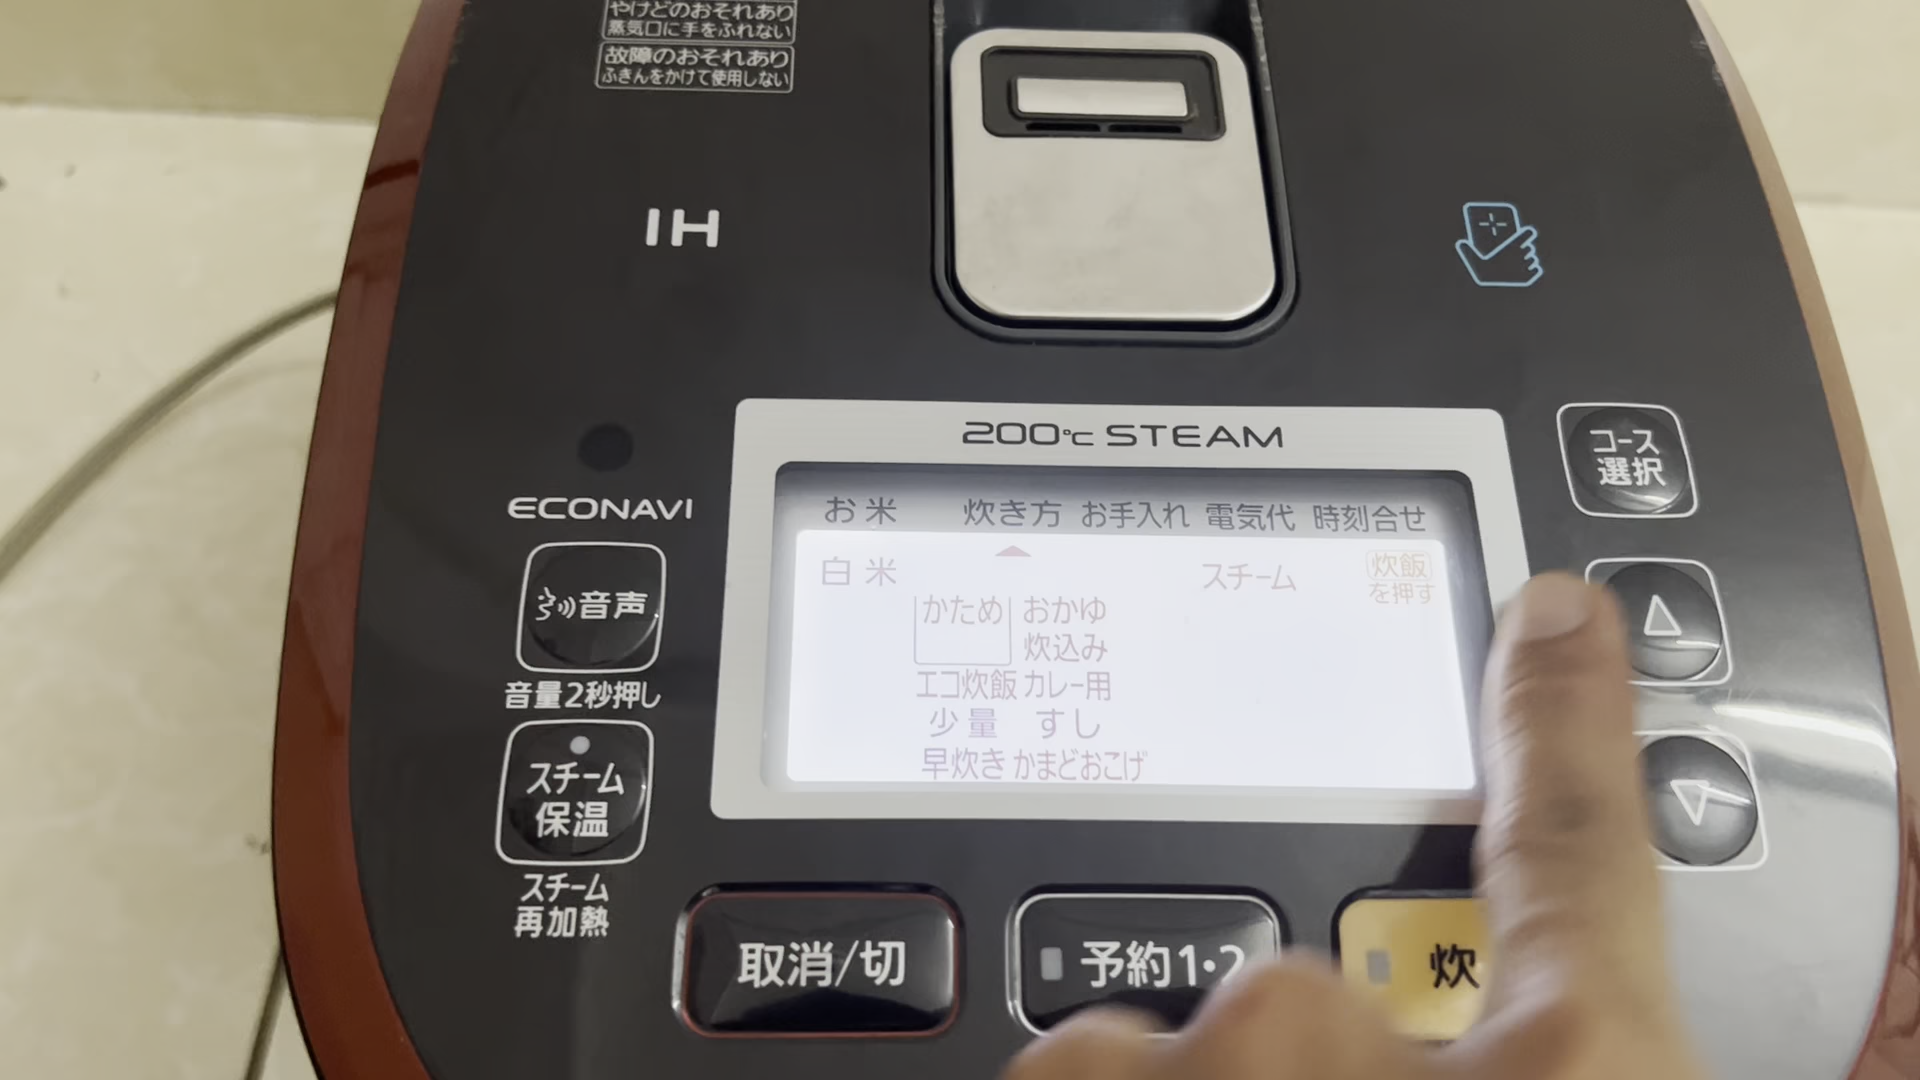 やけどのおそれあり
蒸気口に手をふれない
故障のおそれあり
ふきんをかけて使用しない
IH
200℃ STEAM
コース
選択
お米 炊き方 お手入れ 電気代 時刻合せ
ECONAVI
白米 スチーム 炊飯
を押す
かため おかゆ
炊込み
エコ炊飯 カレー用
少量 すし
早炊き かまどおこげ
音声
音量2秒押し
スチーム
保温
スチーム
再加熱
取消/切
予約1・2
炊